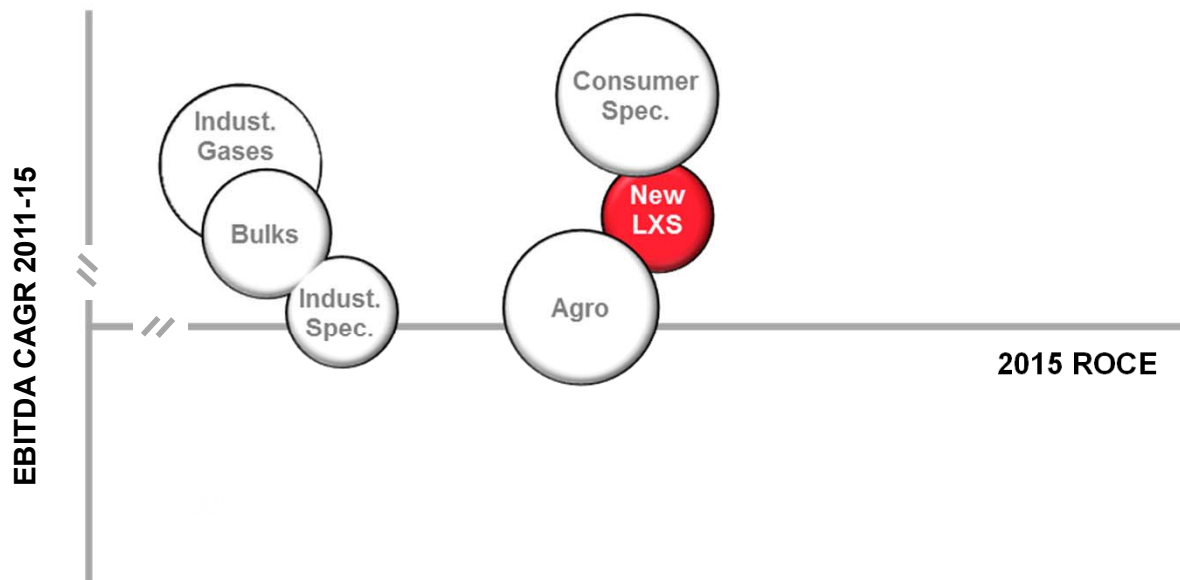 EBITDA CAGR 2011-15
Consumer
Spec.
Indust.
Gases
New
LXS
Bulks
Indust.
Spec.
Agro
2015 ROCE